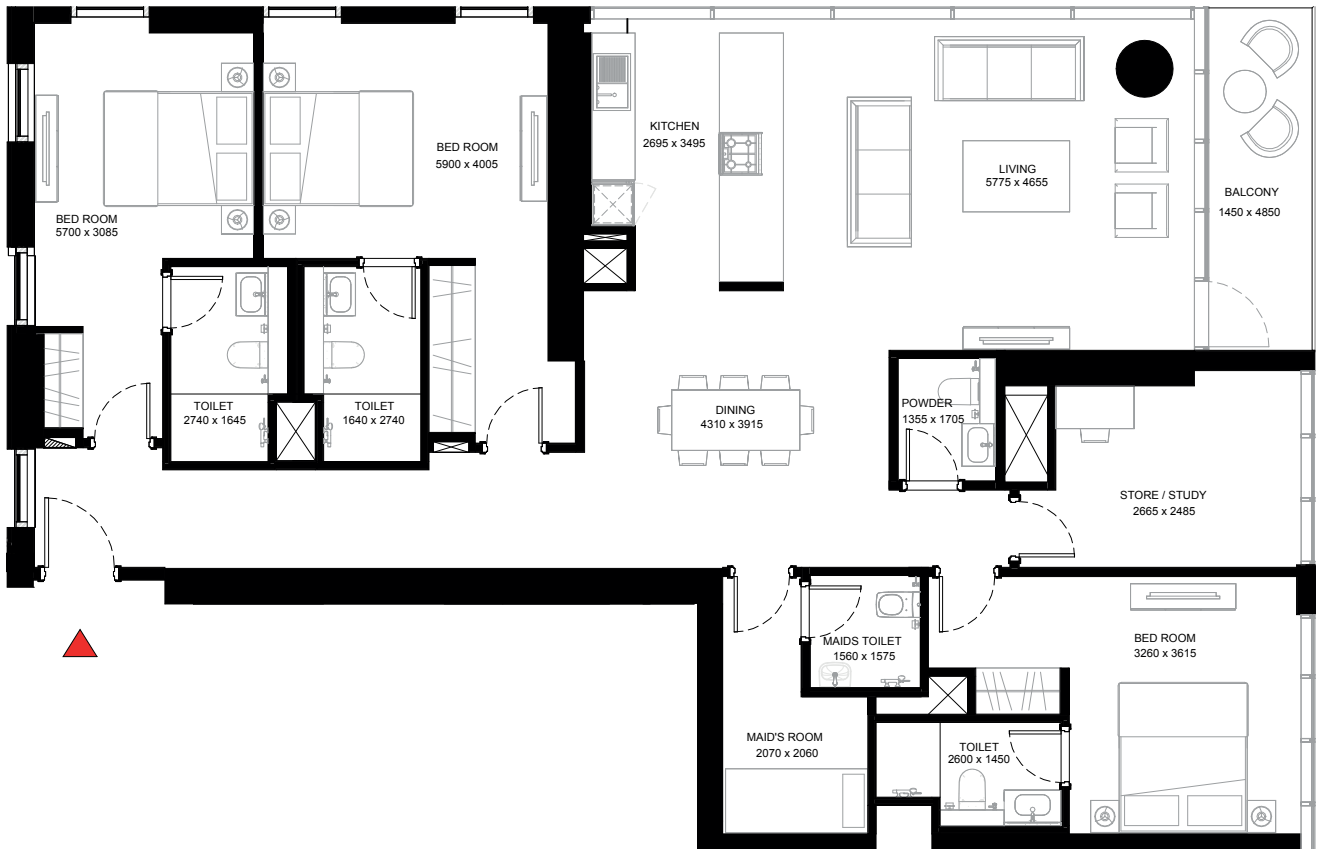 KITCHEN
2695 x 3495
BED ROOM
5900 x 4005
LIVING
5775 x 4655
BALCONY
1450 x 4850
BED ROOM
5700 x 3085
TOILET
2740 x 1645
TOILET
1640 x 2740
DINING
4310 x 3915
POWDER
1355 x 1705
STORE / STUDY
2665 x 2485
MAIDS TOILET
1560 x 1575
BED ROOM
3260 x 3615
MAID'S ROOM
2070 x 2060
TOILET
2600 x 1450